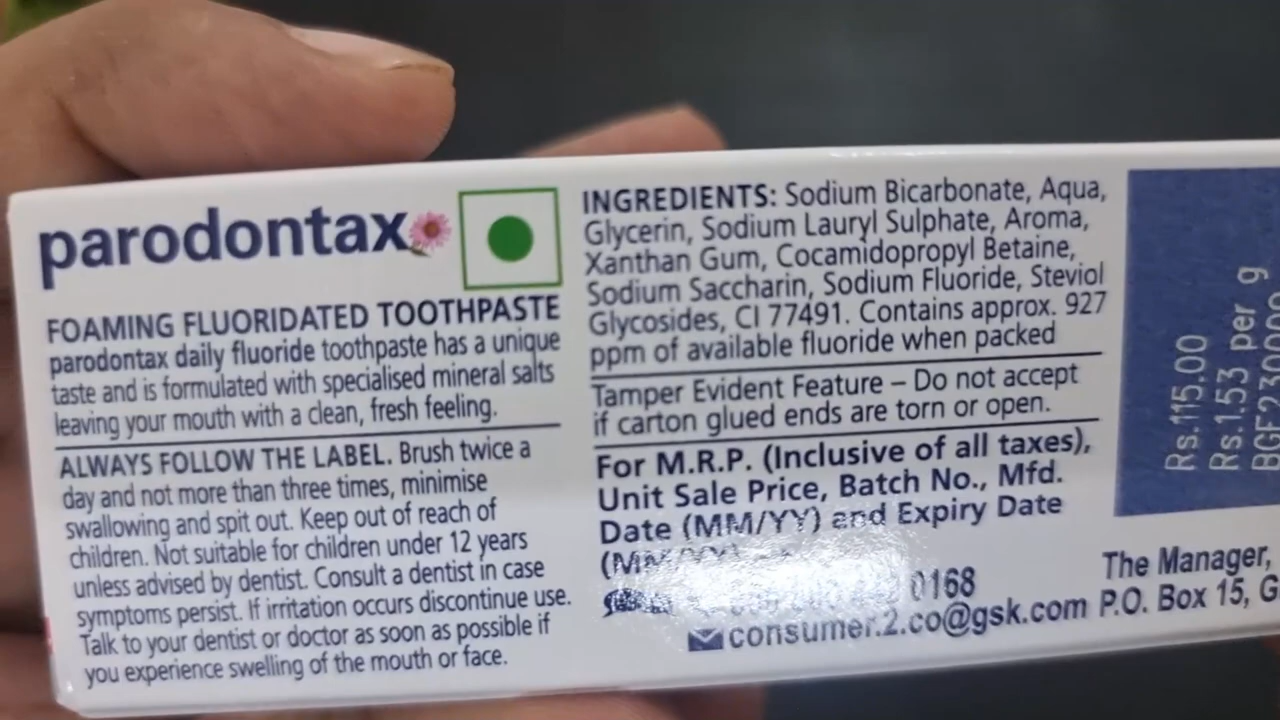 parodontax
FOAMING FLUORIDATED TOOTHPASTE
parodontax daily fluoride toothpaste has a unique
taste and is formulated with specialised mineral salts
leaving your mouth with a clean, fresh feeling.
ALWAYS FOLLOW THE LABEL. Brush twice a
day and not more than three times, minimise
swallowing and spit out. Keep out of reach of
children. Not suitable for children under 12 years
unless advised by dentist. Consult a dentist in case
symptoms persist. If irritation occurs discontinue use.
Talk to your dentist or doctor as soon as possible if
you experience swelling of the mouth or face.
INGREDIENTS: Sodium Bicarbonate, Aqua,
Glycerin, Sodium Lauryl Sulphate, Aroma,
Xanthan Gum, Cocamidopropyl Betaine,
Sodium Saccharin, Sodium Fluoride, Steviol
Glycosides, CI 77491. Contains approx. 927
ppm of available fluoride when packed
Tamper Evident Feature – Do not accept
if carton glued ends are torn or open.
For M.R.P. (Inclusive of all taxes),
Unit Sale Price, Batch No., Mfd.
Date (MM/YY) and Expiry Date
0168
consumer.2.co@gsk.com
The Manager,
P.O. Box 15, G
Rs.115.00
Rs.1.53 per g